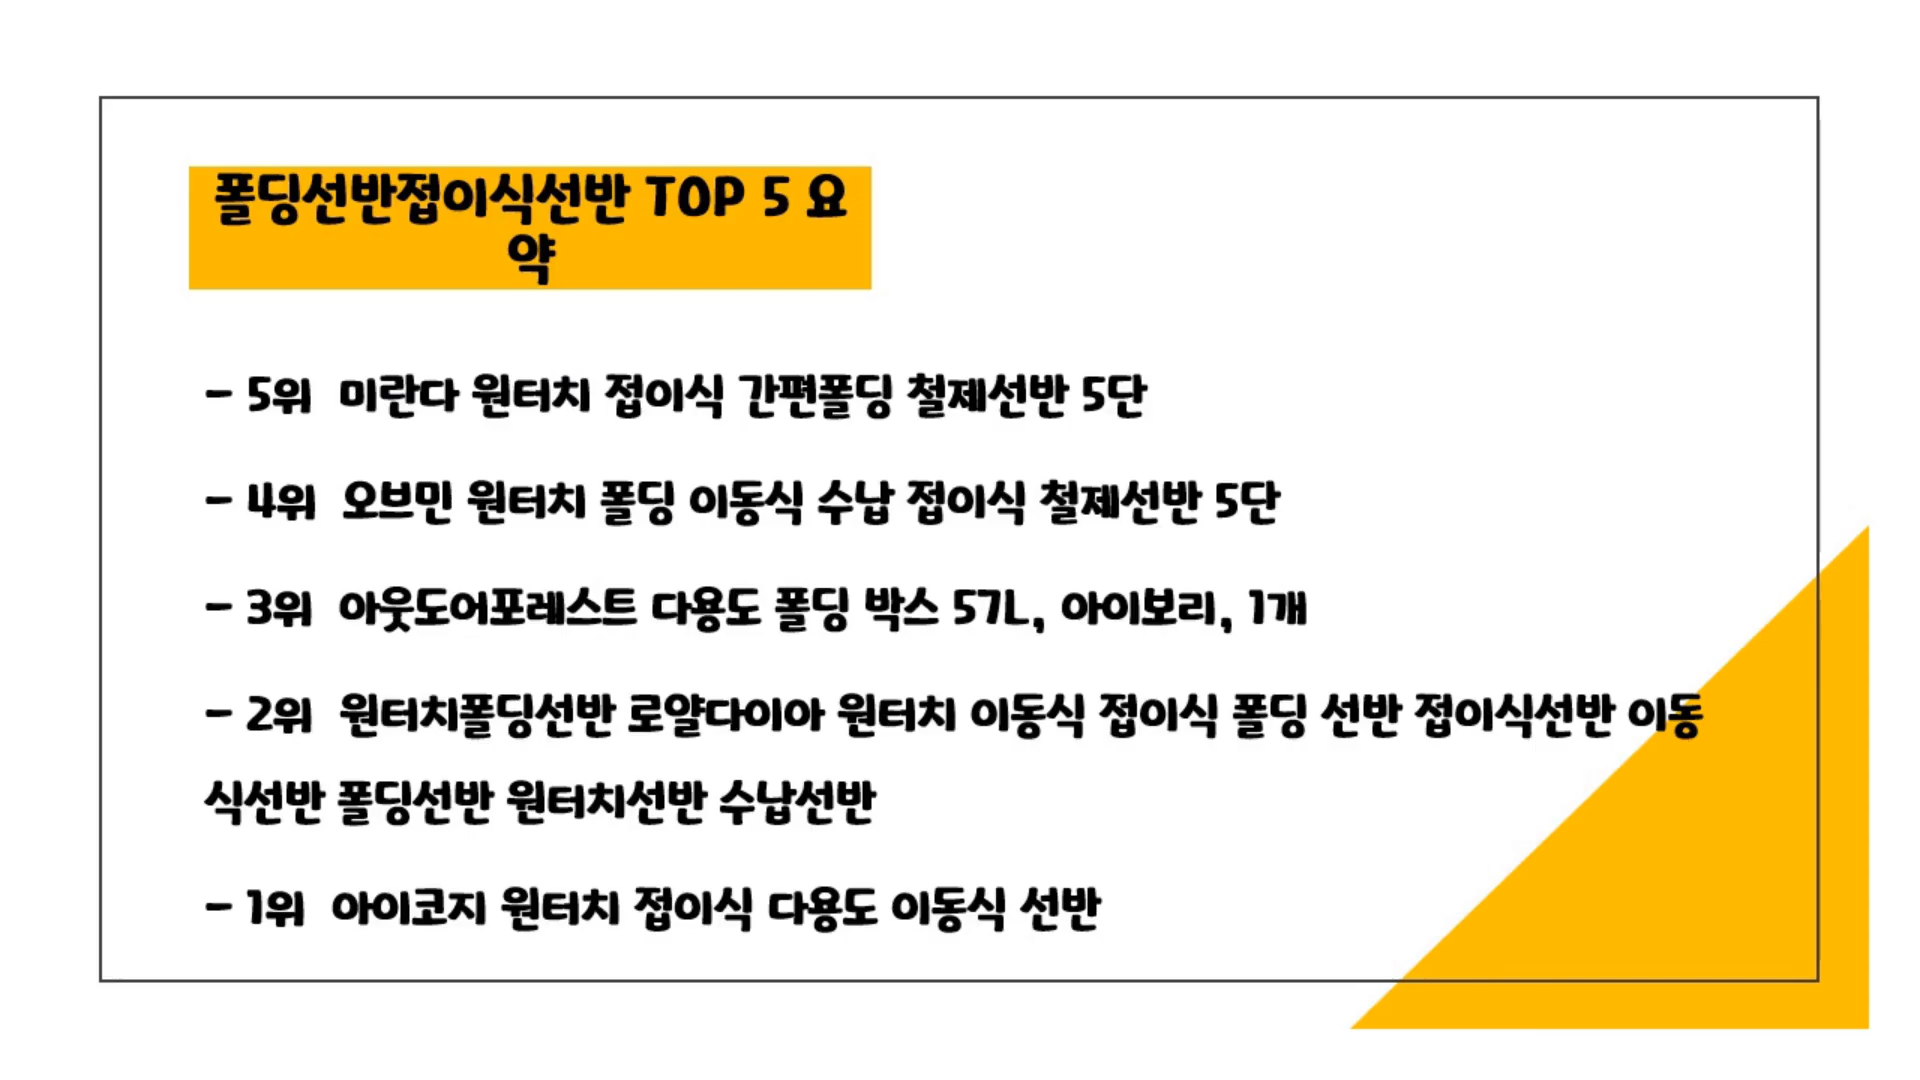 폴딩선반접이식선반 TOP 5 요
약
- 5위  미란다 원터치 접이식 간편폴딩 철제선반 5단
- 4위  오브민 원터치 폴딩 이동식 수납 접이식 철제선반 5단
- 3위  아웃도어포레스트 다용도 폴딩 박스 57L, 아이보리, 1개
- 2위  원터치폴딩선반 로얄다이아 원터치 이동식 접이식 폴딩 선반 접이식선반 이동
식선반 폴딩선반 원터치선반 수납선반
- 1위  아이코지 원터치 접이식 다용도 이동식 선반